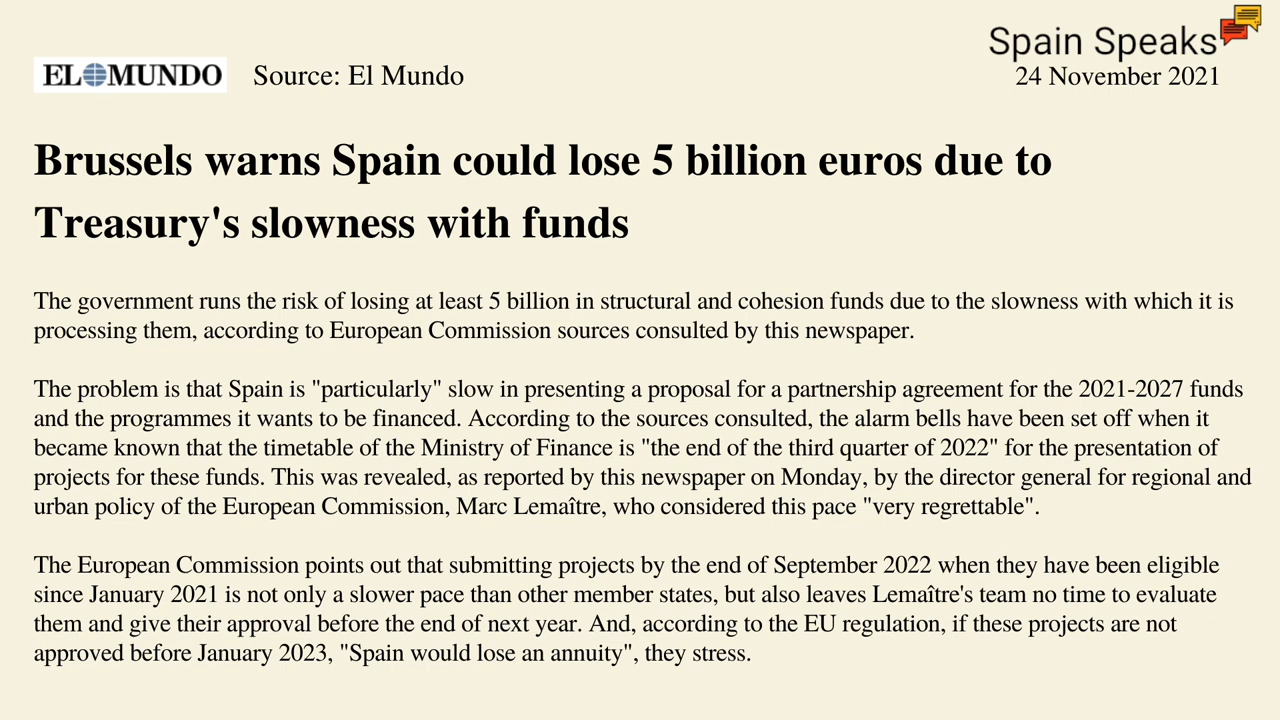 Spain Speaks
EL MUNDO Source: El Mundo
24 November 2021
Brussels warns Spain could lose 5 billion euros due to
Treasury's slowness with funds
The government runs the risk of losing at least 5 billion in structural and cohesion funds due to the slowness with which it is
processing them, according to European Commission sources consulted by this newspaper.
The problem is that Spain is "particularly" slow in presenting a proposal for a partnership agreement for the 2021-2027 funds
and the programmes it wants to be financed. According to the sources consulted, the alarm bells have been set off when it
became known that the timetable of the Ministry of Finance is "the end of the third quarter of 2022" for the presentation of
projects for these funds. This was revealed, as reported by this newspaper on Monday, by the director general for regional and
urban policy of the European Commission, Marc Lemaître, who considered this pace "very regrettable".
The European Commission points out that submitting projects by the end of September 2022 when they have been eligible
since January 2021 is not only a slower pace than other member states, but also leaves Lemaître's team no time to evaluate
them and give their approval before the end of next year. And, according to the EU regulation, if these projects are not
approved before January 2023, "Spain would lose an annuity", they stress.